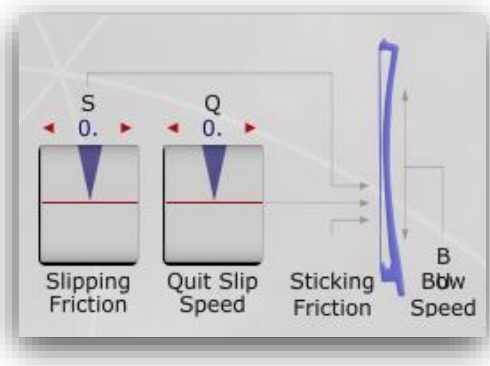 S
Q
0.
0.
Slipping
Friction
Quit Slip
Speed
Sticking
Friction
B
Bow
Speed